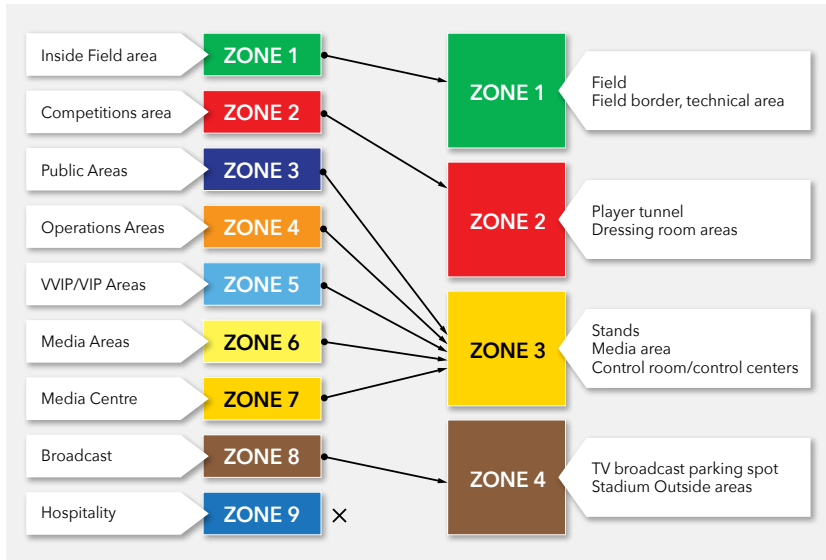 Inside Field area
ZONE 1
Competitions area
ZONE 2
Public Areas
ZONE 3
Operations Areas
ZONE 4
VVIP/VIP Areas
ZONE 5
Media Areas
ZONE 6
Media Centre
ZONE 7
Broadcast
ZONE 8
Hospitality
ZONE 9
ZONE 1
Field
Field border, technical area
ZONE 2
Player tunnel
Dressing room areas
ZONE 3
Stands
Media area
Control room/control centers
ZONE 4
TV broadcast parking spot
Stadium Outside areas